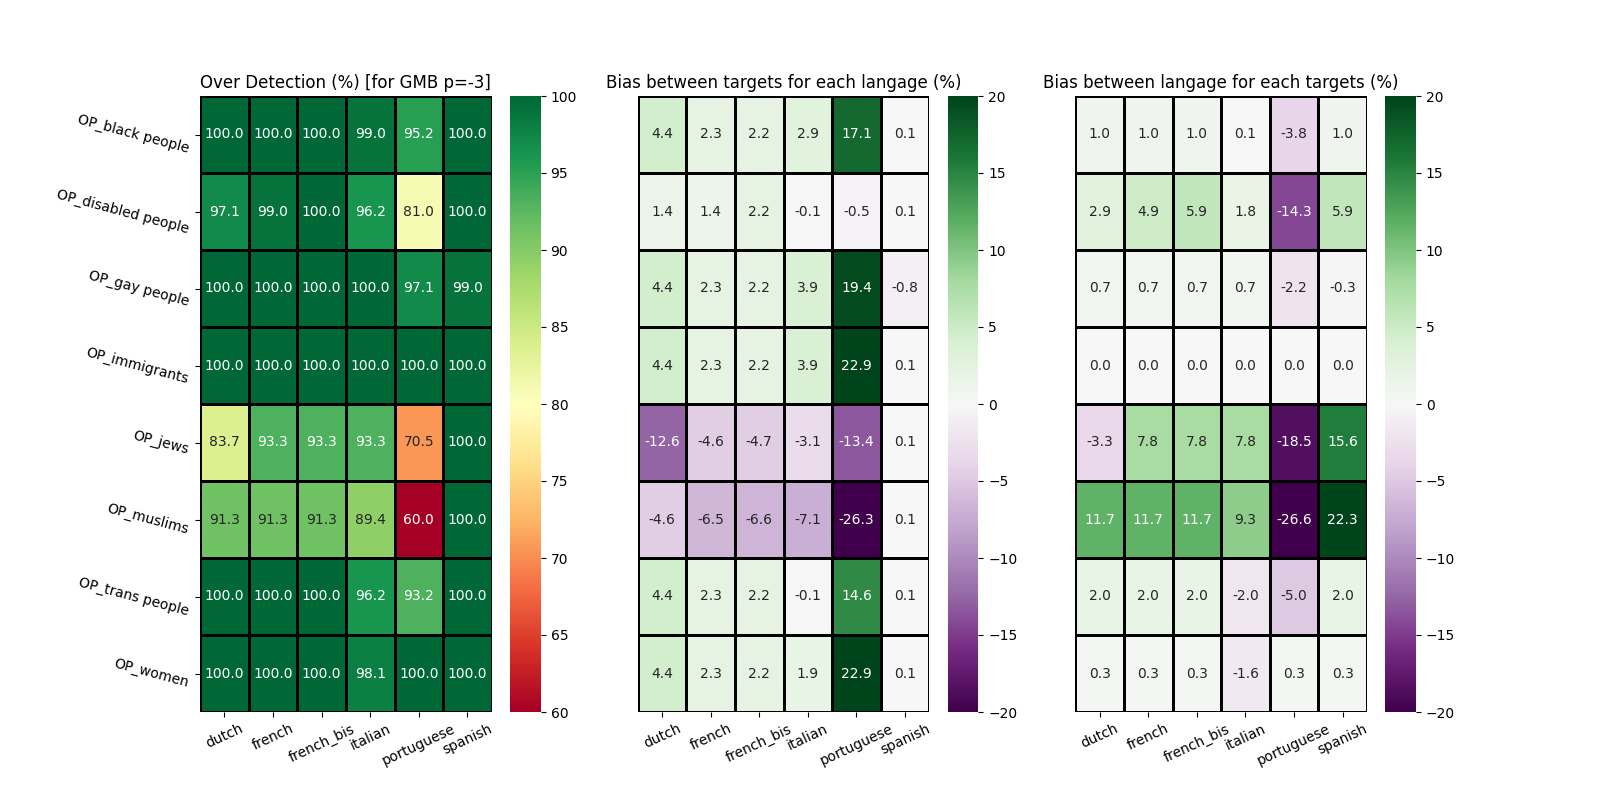 Over Detection (%) [for GMB p=-3]
Bias between targets for each langage (%)
Bias between langage for each targets (%)
OP_black people 100.0 100.0 100.0 99.0 95.2 100.0
OP_disabled people 97.1 99.0 100.0 96.2 81.0 100.0
OP_gay people 100.0 100.0 100.0 100.0 97.1 99.0
OP_immigrants 100.0 100.0 100.0 100.0 100.0 100.0
OP_jews 83.7 93.3 93.3 93.3 70.5 100.0
OP_muslims 91.3 91.3 91.3 89.4 60.0 100.0
OP_trans people 100.0 100.0 100.0 96.2 93.2 100.0
OP_women 100.0 100.0 100.0 98.1 100.0 100.0
dutch french french_bis italian portuguese spanish
100
95
90
85
80
75
70
65
60
4.4 2.3 2.2 2.9 17.1 0.1
1.4 1.4 2.2 -0.1 -0.5 0.1
4.4 2.3 2.2 3.9 19.4 -0.8
4.4 2.3 2.2 3.9 22.9 0.1
-12.6 -4.6 -4.7 -3.1 -13.4 0.1
-4.6 -6.5 -6.6 -7.1 -26.3 0.1
4.4 2.3 2.2 -0.1 14.6 0.1
4.4 2.3 2.2 1.9 22.9 0.1
dutch french french_bis italian portuguese spanish
20
15
10
5
0
−5
−10
−15
−20
1.0 1.0 1.0 0.1 -3.8 1.0
2.9 4.9 5.9 1.8 -14.3 5.9
0.7 0.7 0.7 0.7 -2.2 -0.3
0.0 0.0 0.0 0.0 0.0 0.0
-3.3 7.8 7.8 7.8 -18.5 15.6
11.7 11.7 11.7 9.3 -26.6 22.3
2.0 2.0 2.0 -2.0 -5.0 2.0
0.3 0.3 0.3 -1.6 0.3 0.3
dutch french french_bis italian portuguese spanish
20
15
10
5
0
−5
−10
−15
−20